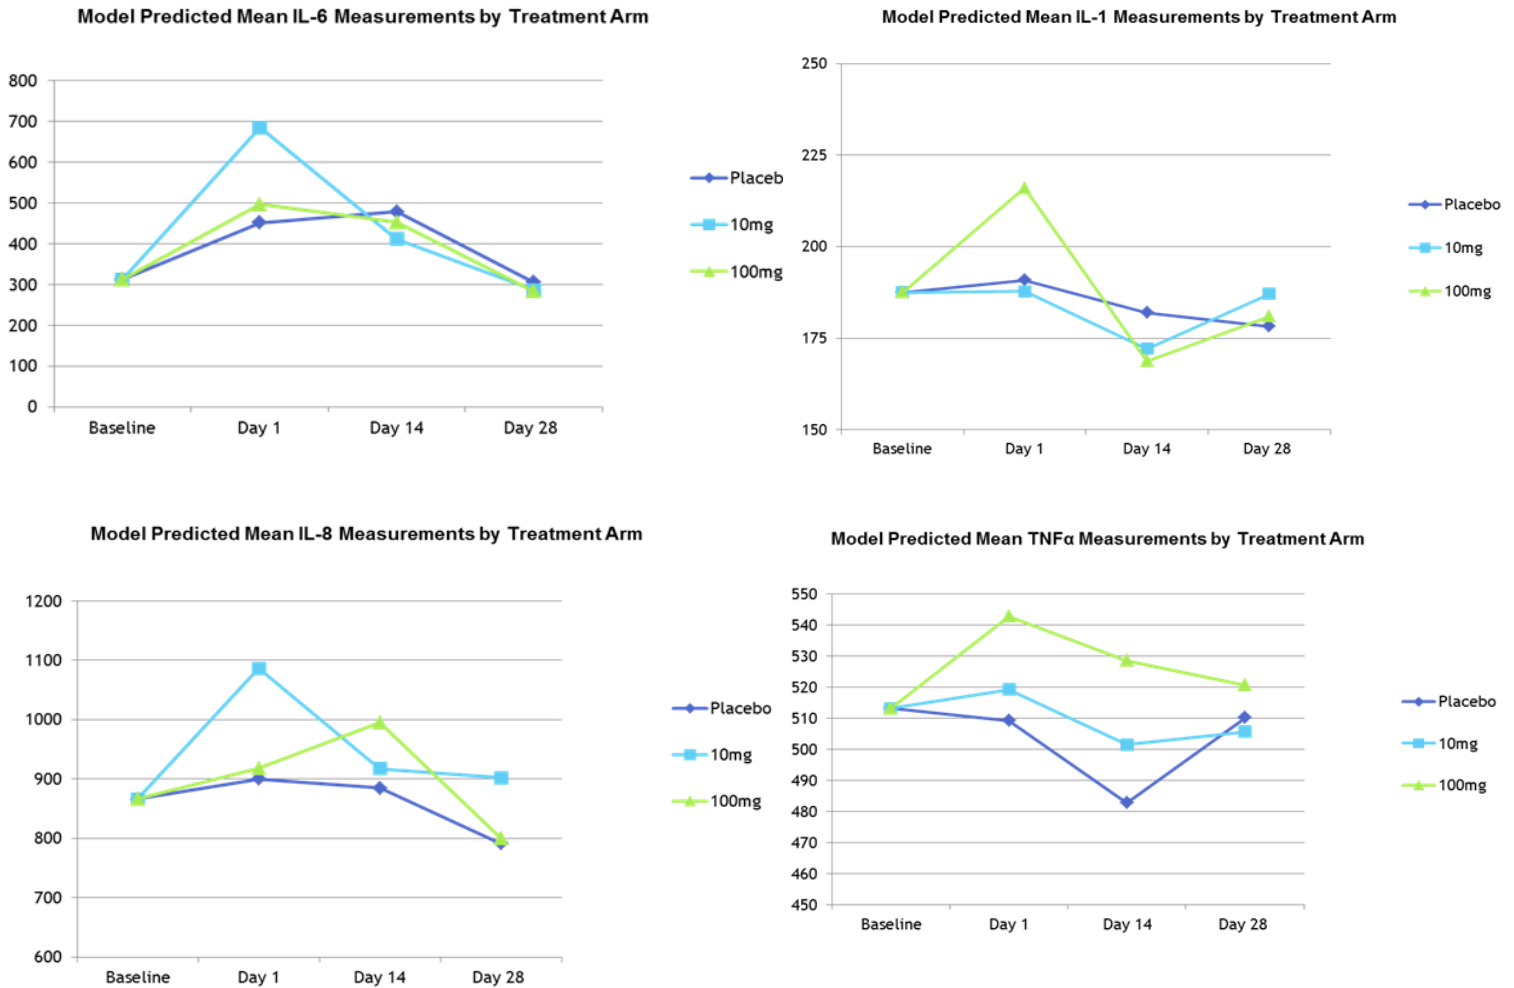 Model Predicted Mean IL-6 Measurements by Treatment Arm
800
700
600
500
400
300
200
100
0
Baseline Day 1 Day 14 Day 28
Placeb
10mg
100mg
Model Predicted Mean IL-1 Measurements by Treatment Arm
250
225
200
175
150
Baseline Day 1 Day 14 Day 28
Placebo
10mg
100mg
Model Predicted Mean IL-8 Measurements by Treatment Arm
1200
1100
1000
900
800
700
600
Baseline Day 1 Day 14 Day 28
Placebo
10mg
100mg
Model Predicted Mean TNFα Measurements by Treatment Arm
550
540
530
520
510
500
490
480
470
460
450
Baseline Day 1 Day 14 Day 28
Placebo
10mg
100mg